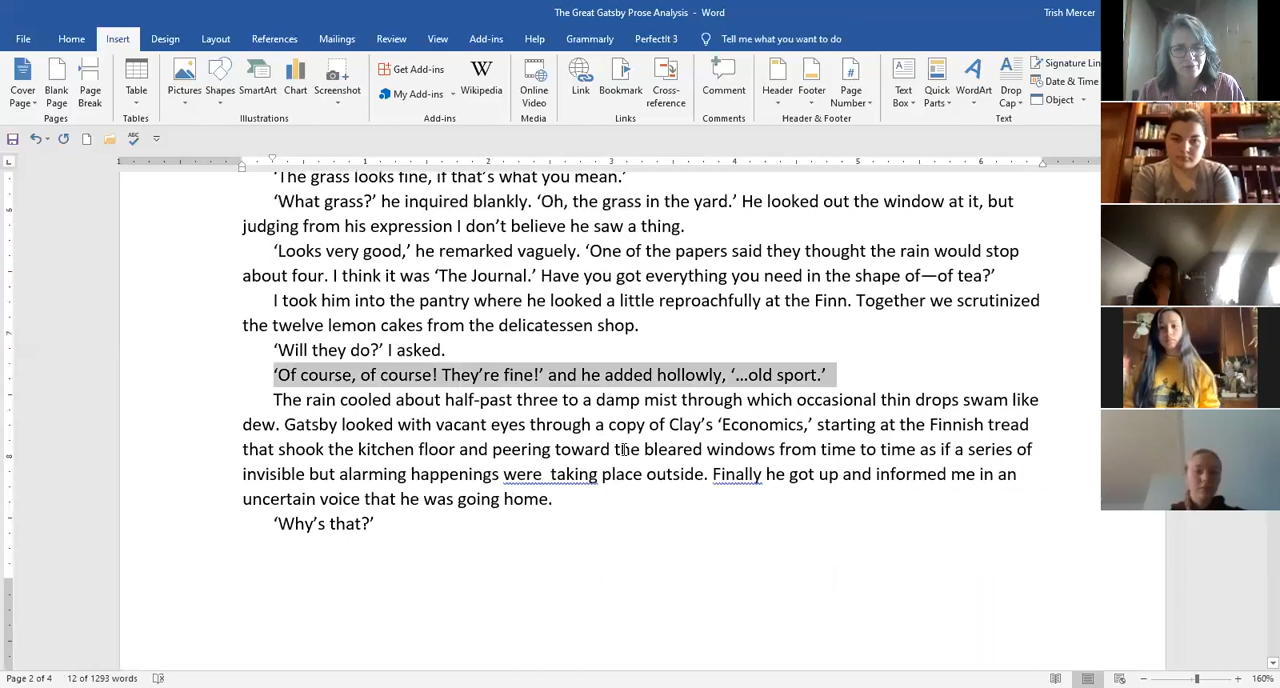 The Great Gatsby Prose Analysis - Word
Trish Mercer
File Home Insert Design Layout References Mailings Review View Add-ins Help Grammarly PerfectIt 3 Tell me what you want to do
Cover Page
Blank Page
Page Break
Table
Pictures
Shapes
SmartArt
Chart
Screenshot
Get Add-ins
My Add-ins
Wikipedia
Online Video
Link
Bookmark
Cross-reference
Comment
Header
Footer
Page Number
Text Box
Quick Parts
WordArt
Drop Cap
Signature Lin
Date & Time
Object
Pages Tables Illustrations Add-ins Media Links Comments Header & Footer Text
1 1 2 3 4 5 6
‘The grass looks fine, if that’s what you mean.’
‘What grass?’ he inquired blankly. ‘Oh, the grass in the yard.’ He looked out the window at it, but
judging from his expression I don’t believe he saw a thing.
‘Looks very good,’ he remarked vaguely. ‘One of the papers said they thought the rain would stop
about four. I think it was ‘The Journal.’ Have you got everything you need in the shape of—of tea?’
I took him into the pantry where he looked a little reproachfully at the Finn. Together we scrutinized
the twelve lemon cakes from the delicatessen shop.
‘Will they do?’ I asked.
‘Of course, of course! They’re fine!’ and he added hollowly, ‘…old sport.’
The rain cooled about half-past three to a damp mist through which occasional thin drops swam like
dew. Gatsby looked with vacant eyes through a copy of Clay’s ‘Economics,’ starting at the Finnish tread
that shook the kitchen floor and peering toward the bleared windows from time to time as if a series of
invisible but alarming happenings were  taking place outside. Finally he got up and informed me in an
uncertain voice that he was going home.
‘Why’s that?’
Page 2 of 4 12 of 1293 words 160%